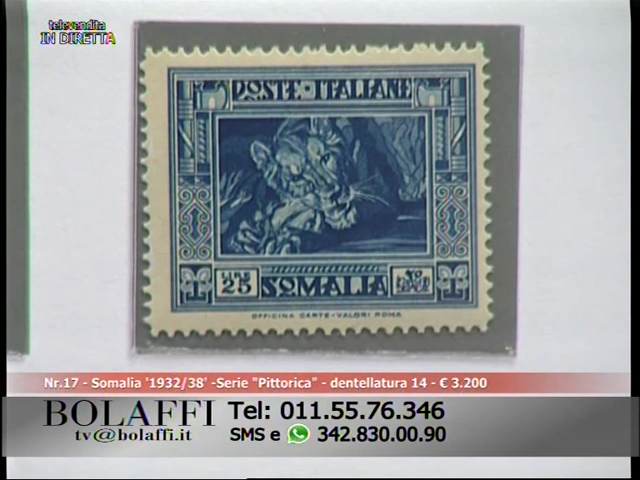 televendita
IN DIRETTA
POSTE·ITALIANE
LIRE
25
SOMALIA
OFFICINA CARTE-VALORI ROMA
Nr.17 - Somalia '1932/38' -Serie "Pittorica" - dentellatura 14 - € 3.200
BOLAFFI
tv@bolaffi.it
Tel: 011.55.76.346
SMS e 342.830.00.90